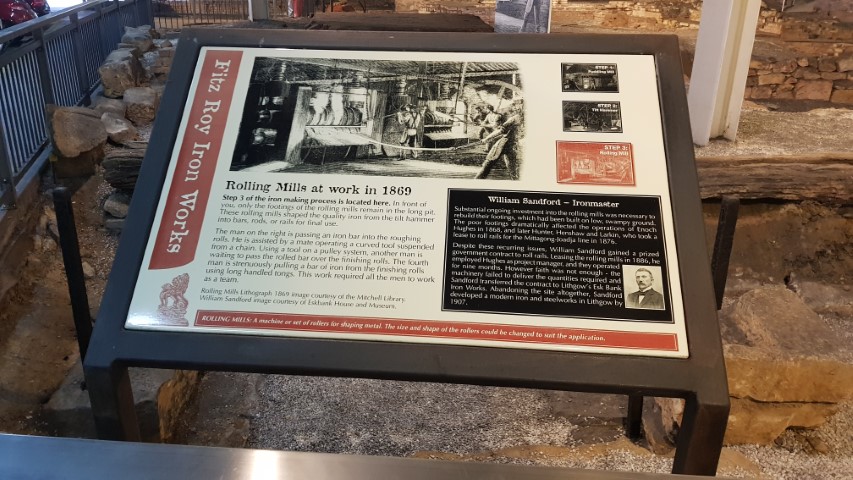 Fitz Roy Iron Works
STEP 1:
Puddling Mill
STEP 2:
Tilt Hammer
STEP 3:
Rolling Mill
Rolling Mills at work in 1869
Step 3 of the iron making process is located here. In front of
you, only the footings of the rolling mills remain in the long pit.
These rolling mills shaped the quality iron from the tilt hammer
into bars, rods, or rails for final use.
The man on the right is passing an iron bar into the roughing
rolls. He is assisted by a mate operating a curved tool suspended
from a chain. Using a tool on a pulley system, another man is
waiting to pass the rolled bar over the finishing rolls. The fourth
man is strenuously pulling a bar of iron from the finishing rolls
using long handled tongs. This work required all the men to work
as a team.
Rolling Mills Lithograph 1869 image courtesy of the Mitchell Library.
William Sandford image courtesy of Eskbank House and Museum.
William Sandford – Ironmaster
Substantial ongoing investment into the rolling mills was necessary to
rebuild their footings, which had been built on low, swampy ground.
The poor footings dramatically affected the operations of Enoch
Hughes in 1868, and later Hunter, Henshaw and Larkin, who took a
lease to roll rails for the Mittagong-Joadja line in 1876.
Despite these recurring issues, William Sandford gained a prized
government contract to roll rails. Leasing the rolling mills in 1886, he
employed Hughes as project manager, and they operated
for nine months. However faith was not enough - the
machinery failed to deliver the quantities required and
Sandford transferred the contract to Lithgow's Esk Bank
Iron Works. Abandoning the site altogether, Sandford
developed a modern iron and steelworks in Lithgow by
1907.
ROLLING MILLS: A machine or set of rollers for shaping metal. The size and shape of the rollers could be changed to suit the application.